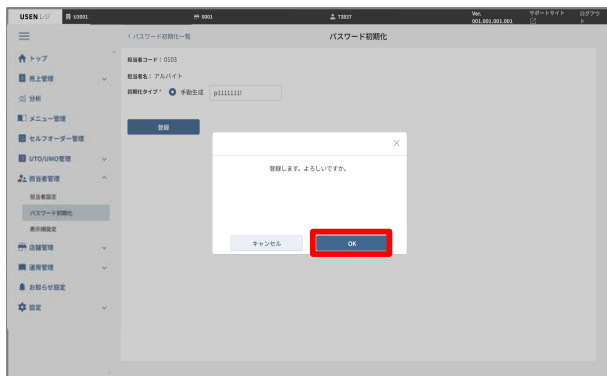 USEN レジ U3001 0001 73837 Ver. 001.001.001.001 サポートサイト ログアウト
< パスワード初期化一覧 パスワード初期化
トップ
売上管理
分析
メニュー管理
セルフオーダー管理
UTO/UMO管理
担当者管理
担当者設定
パスワード初期化
表示順設定
店舗管理
運用管理
お知らせ設定
設定
担当者コード : 0103
担当者名 : アルバイト
初期化タイプ * 手動生成 p1111111!
登録
登録します。よろしいですか。
キャンセル OK